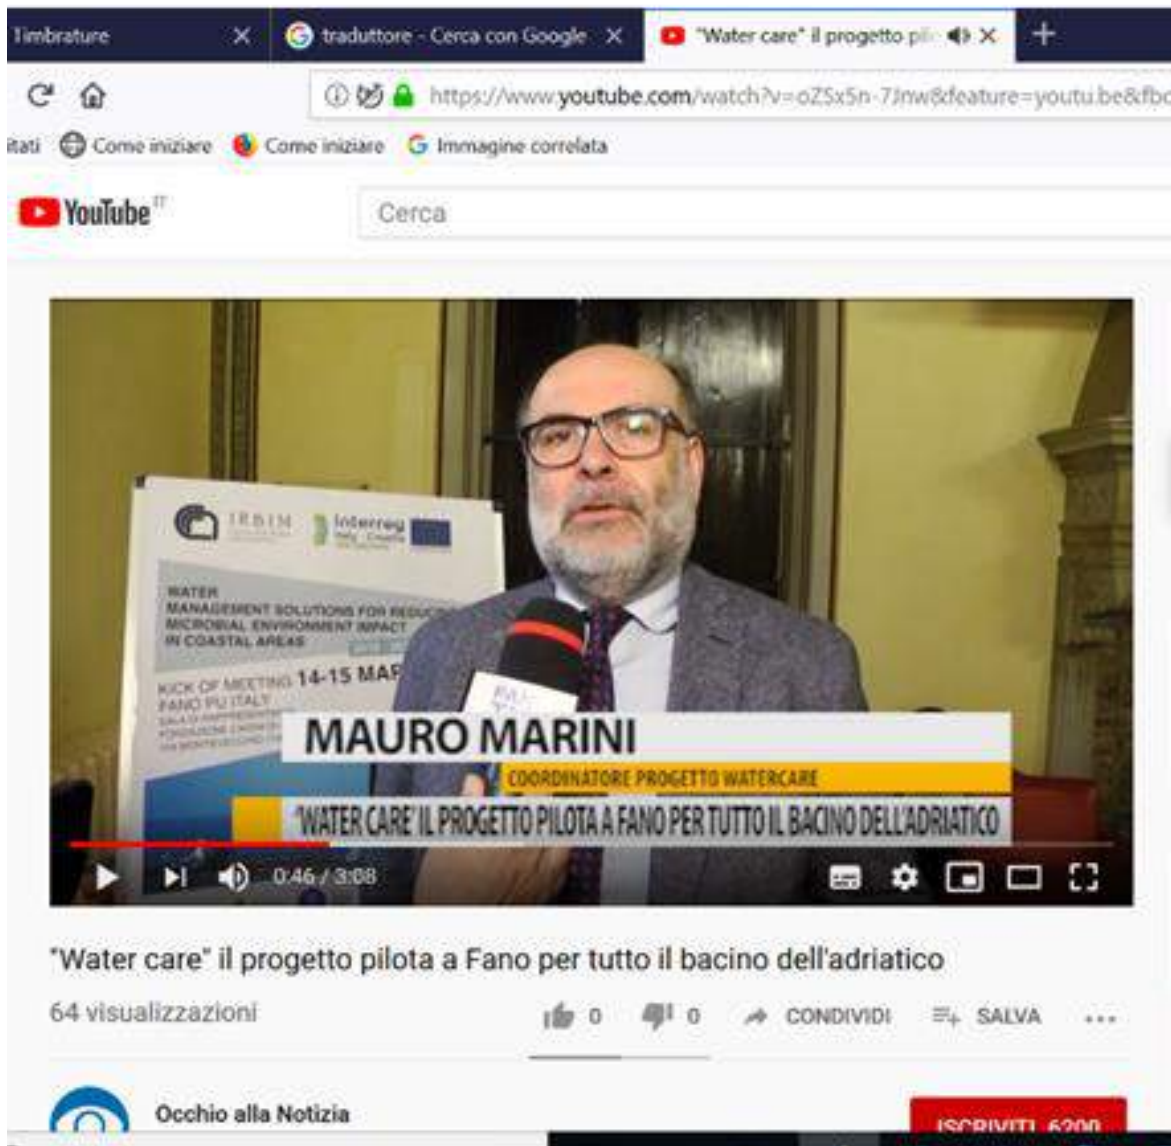 Timbrature
traduttore - Cerca con Google
"Water care" il progetto pil
https://www.youtube.com/watch?v=oZSx5n-7Jnw&feature=youtu.be&fbc
itati Come iniziare Come iniziare Immagine correlata
YouTube IT
Cerca
IRBIM
Interreg
Italy - Croatia
WATER
MANAGEMENT SOLUTIONS FOR REDUCING
MICROBIAL ENVIRONMENT IMPACT
IN COASTAL AREAS
KICK OF MEETING 14-15 MAR
FANO PU ITALY
MAURO MARINI
COORDINATORE PROGETTO WATERCARE
'WATER CARE' IL PROGETTO PILOTA A FANO PER TUTTO IL BACINO DELL'ADRIATICO
0:46 / 3:08
"Water care" il progetto pilota a Fano per tutto il bacino dell'adriatico
64 visualizzazioni
0
0
CONDIVIDI
SALVA
Occhio alla Notizia
ISCRIVITI 6200